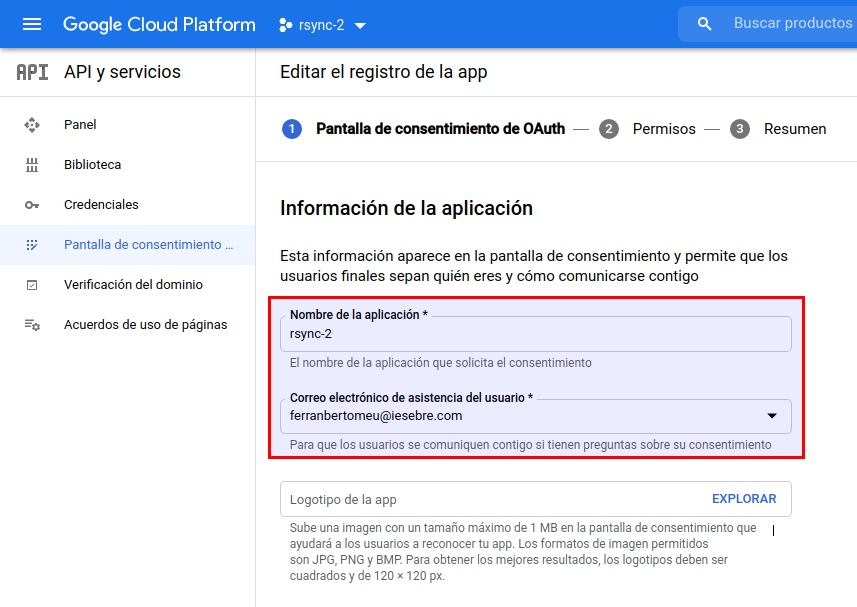 Google Cloud Platform
rsync-2
Buscar productos
API
API y servicios
Editar el registro de la app
Panel
Biblioteca
Credenciales
Pantalla de consentimiento ...
Verificación del dominio
Acuerdos de uso de páginas
1 Pantalla de consentimiento de OAuth — 2 Permisos — 3 Resumen
Información de la aplicación
Esta información aparece en la pantalla de consentimiento y permite que los
usuarios finales sepan quién eres y cómo comunicarse contigo
Nombre de la aplicación *
rsync-2
El nombre de la aplicación que solicita el consentimiento
Correo electrónico de asistencia del usuario *
ferranbertomeu@iesebre.com
Para que los usuarios se comuniquen contigo si tienen preguntas sobre su consentimiento
Logotipo de la app
EXPLORAR
Sube una imagen con un tamaño máximo de 1 MB en la pantalla de consentimiento que
ayudará a los usuarios a reconocer tu app. Los formatos de imagen permitidos
son JPG, PNG y BMP. Para obtener los mejores resultados, los logotipos deben ser
cuadrados y de 120 × 120 px.